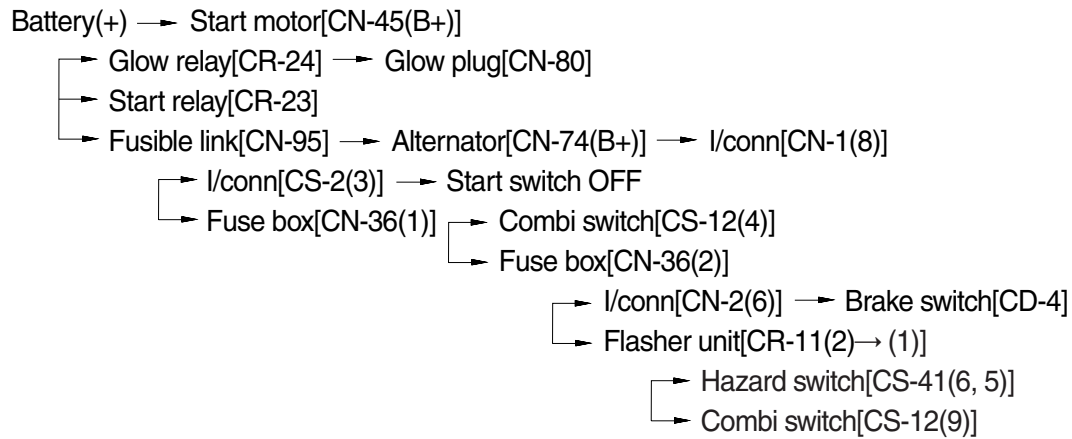 Battery(+) → Start motor[CN-45(B+)]
→ Glow relay[CR-24] → Glow plug[CN-80]
→ Start relay[CR-23]
→ Fusible link[CN-95] → Alternator[CN-74(B+)] → I/conn[CN-1(8)]
→ I/conn[CS-2(3)] → Start switch OFF
→ Fuse box[CN-36(1)] → Combi switch[CS-12(4)]
→ Fuse box[CN-36(2)]
→ I/conn[CN-2(6)] → Brake switch[CD-4]
→ Flasher unit[CR-11(2)→ (1)]
→ Hazard switch[CS-41(6, 5)]
→ Combi switch[CS-12(9)]